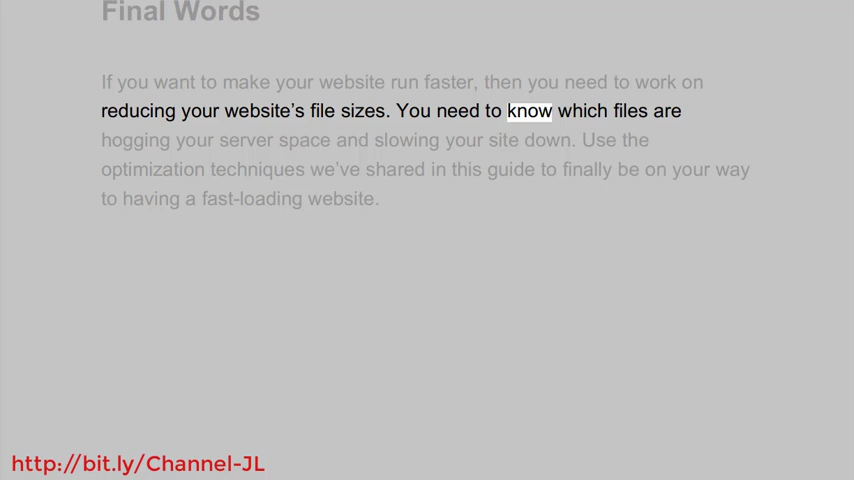 Final Words
If you want to make your website run faster, then you need to work on
reducing your website’s file sizes. You need to know which files are
hogging your server space and slowing your site down. Use the
optimization techniques we’ve shared in this guide to finally be on your way
to having a fast-loading website.
http://bit.ly/Channel-JL